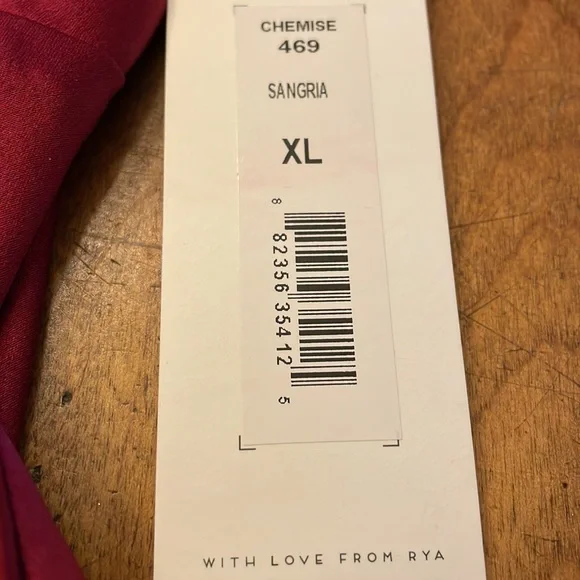 CHEMISE
469
SANGRIA
XL
8 82356 35412 5
WITH LOVE FROM RYA